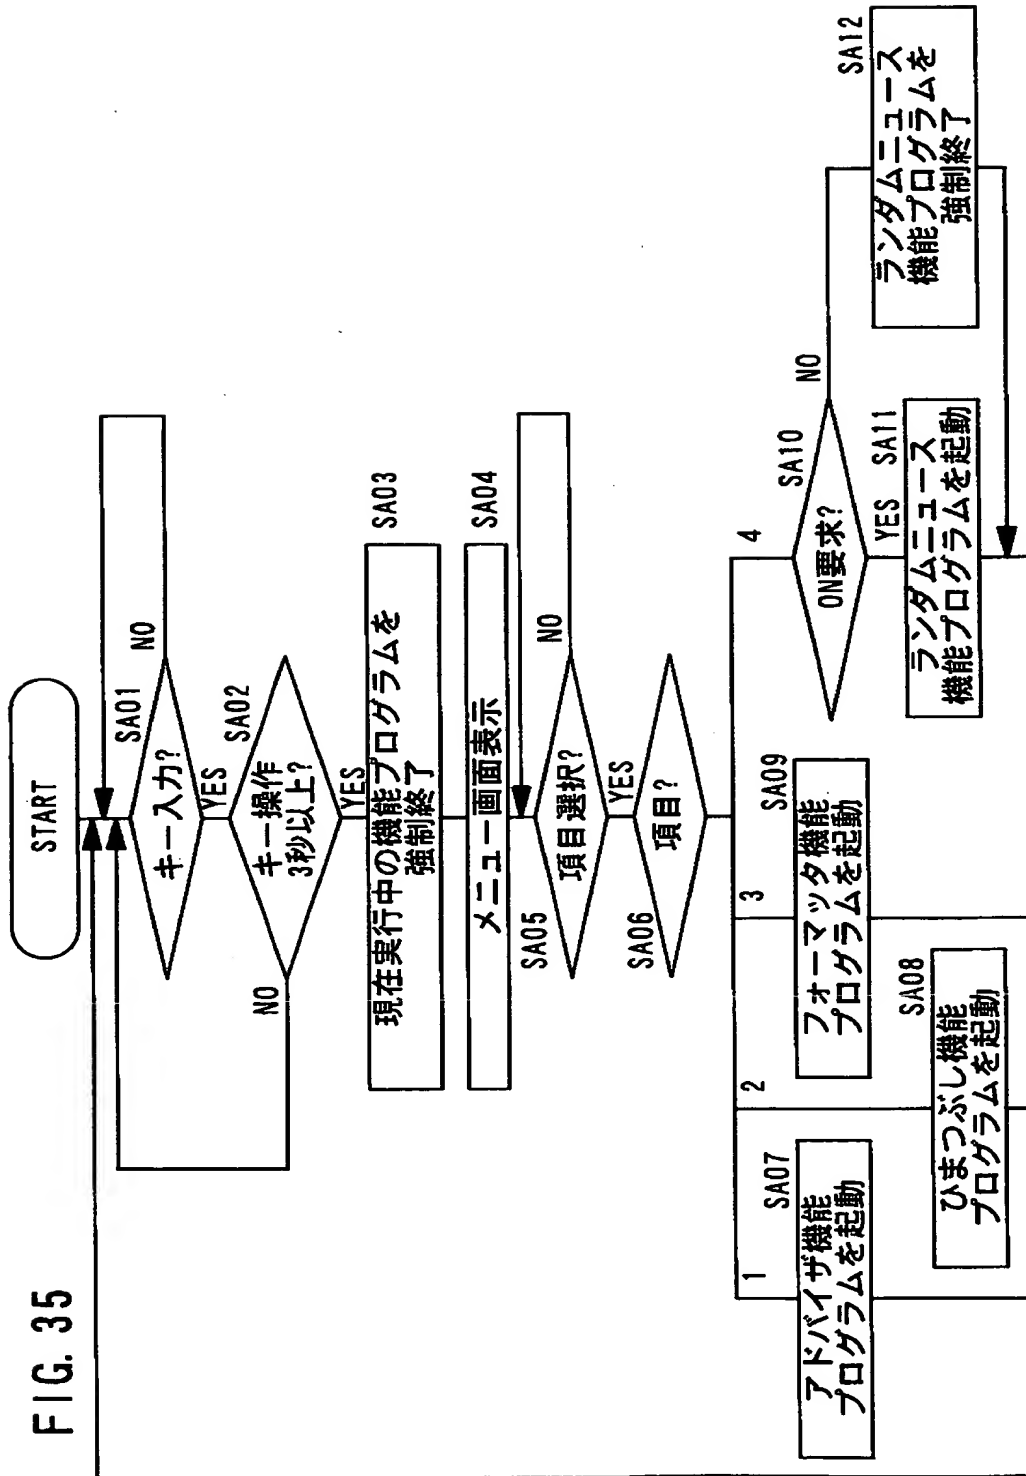 FIG. 35
START
キー入力?
SA01
NO
YES
キー操作
3秒以上?
SA02
NO
YES
現在実行中の機能プログラムを
強制終了
SA03
メニュー画面表示
SA04
項目選択?
SA05
NO
YES
項目?
SA06
1
2
3
4
アドバイザ機能
プログラムを起動
SA07
ひまつぶし機能
プログラムを起動
SA08
フォーマッタ機能
プログラムを起動
SA09
ON要求?
SA10
NO
YES
ランダムニュース
機能プログラムを起動
SA11
ランダムニュース
機能プログラムを
強制終了
SA12